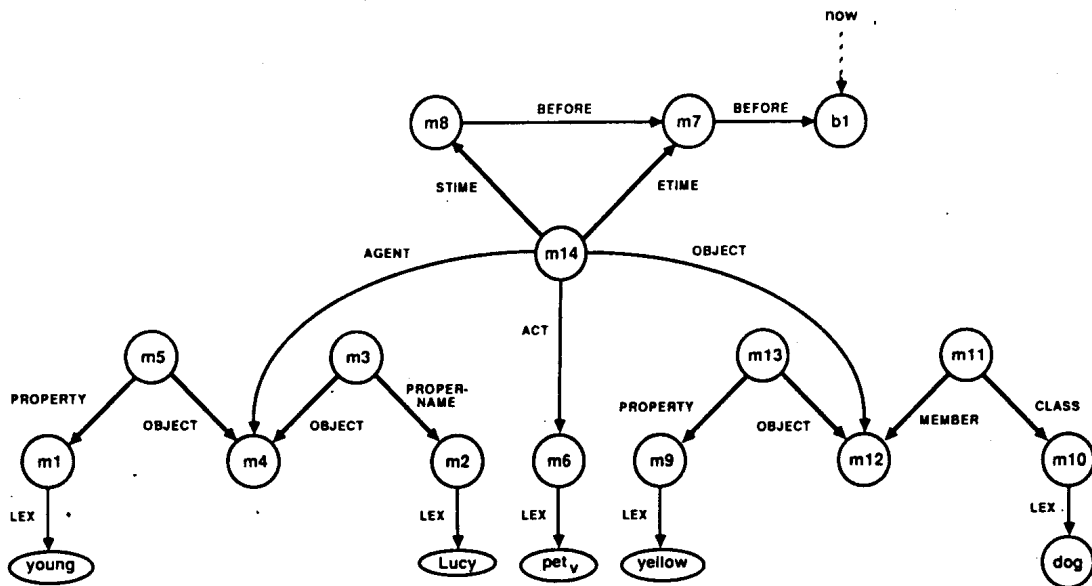 now
m8
BEFORE
m7
BEFORE
b1
STIME
ETIME
AGENT
m14
OBJECT
ACT
m5
m3
m13
m11
PROPERTY
OBJECT
OBJECT
PROPER-
NAME
PROPERTY
OBJECT
MEMBER
CLASS
m1
m4
m2
m6
m9
m12
m10
LEX
LEX
LEX
LEX
LEX
young
Lucy
pet v
yellow
dog